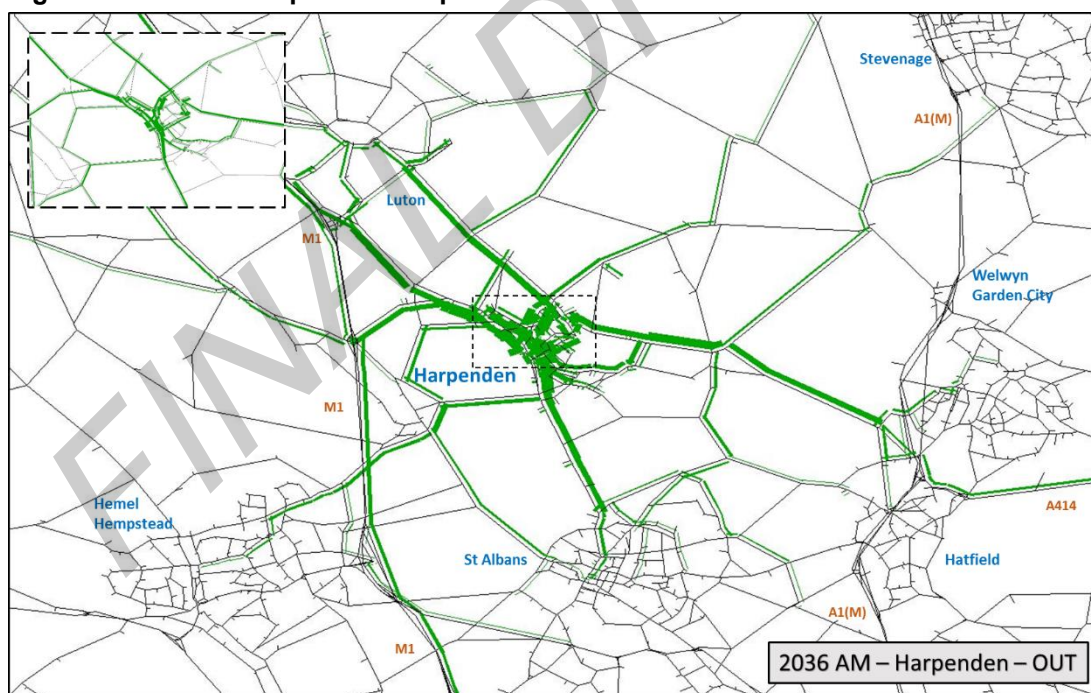 Stevenage
A1(M)
Luton
M1
Welwyn
Garden City
Harpenden
M1
Hemel
Hempstead
A414
St Albans
Hatfield
A1(M)
M1
2036 AM – Harpenden – OUT
FINAL